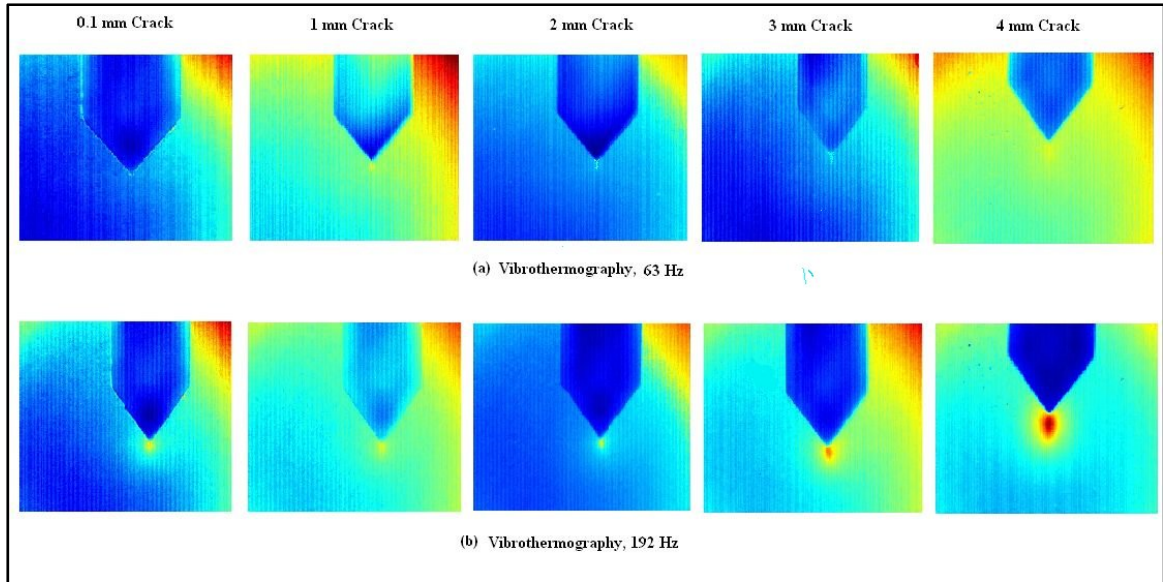 0.1 mm Crack
1 mm Crack
2 mm Crack
3 mm Crack
4 mm Crack
(a) Vibrothermography, 63 Hz
(b) Vibrothermography, 192 Hz